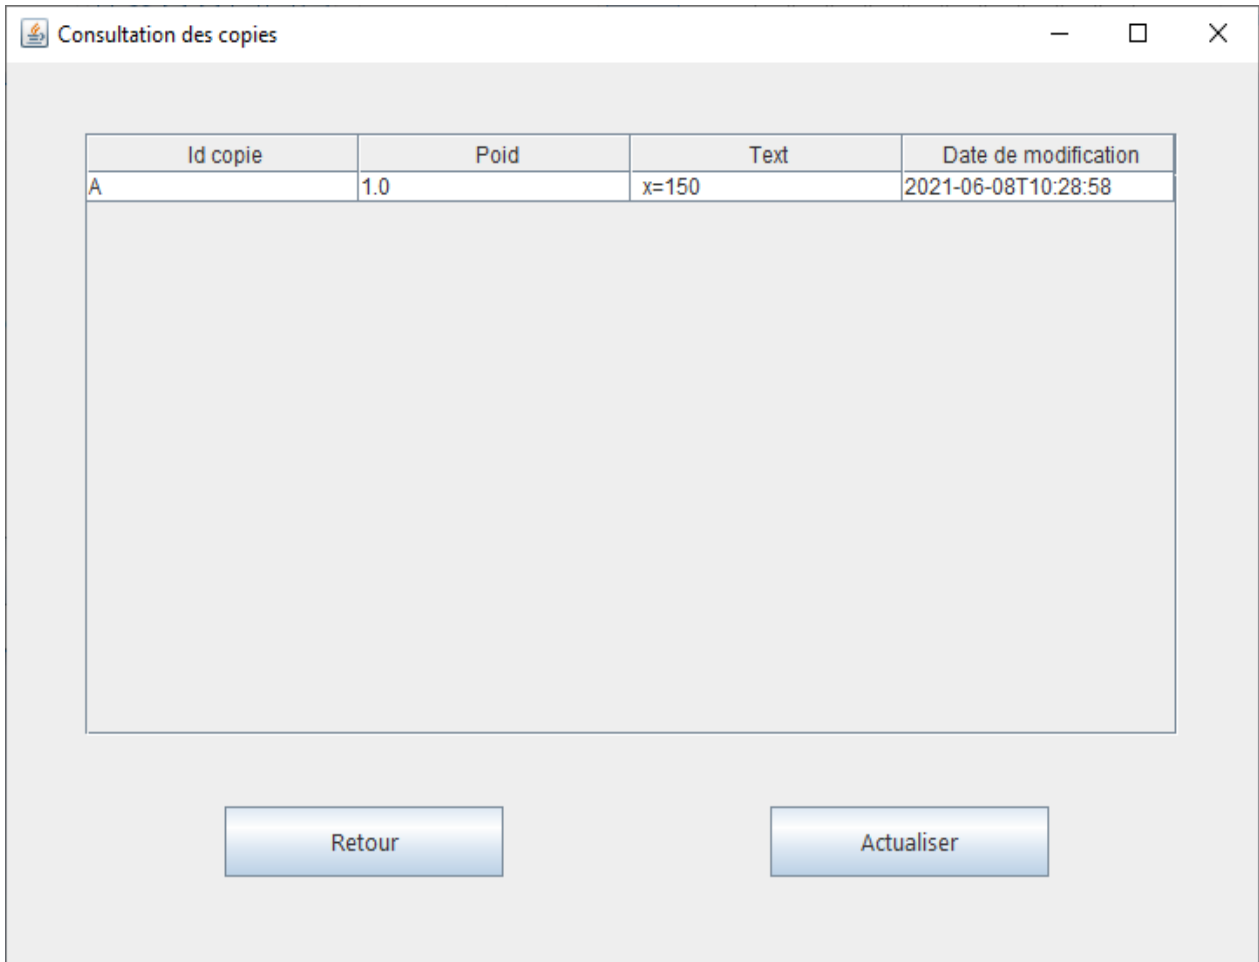 Consultation des copies
Id copie Poid Text Date de modification
A 1.0 x=150 2021-06-08T10:28:58
Retour Actualiser